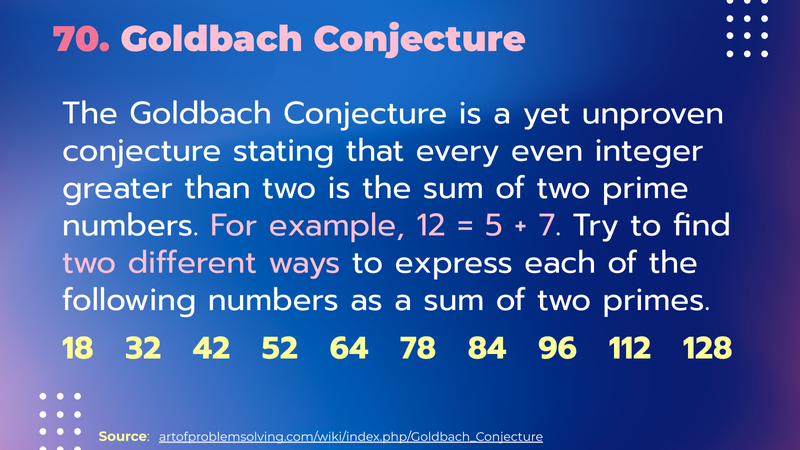 70. Goldbach Conjecture
The Goldbach Conjecture is a yet unproven
conjecture stating that every even integer
greater than two is the sum of two prime
numbers. For example, 12 = 5 + 7. Try to find
two different ways to express each of the
following numbers as a sum of two primes.
18 32 42 52 64 78 84 96 112 128
Source: artofproblemsolving.com/wiki/index.php/Goldbach_Conjecture